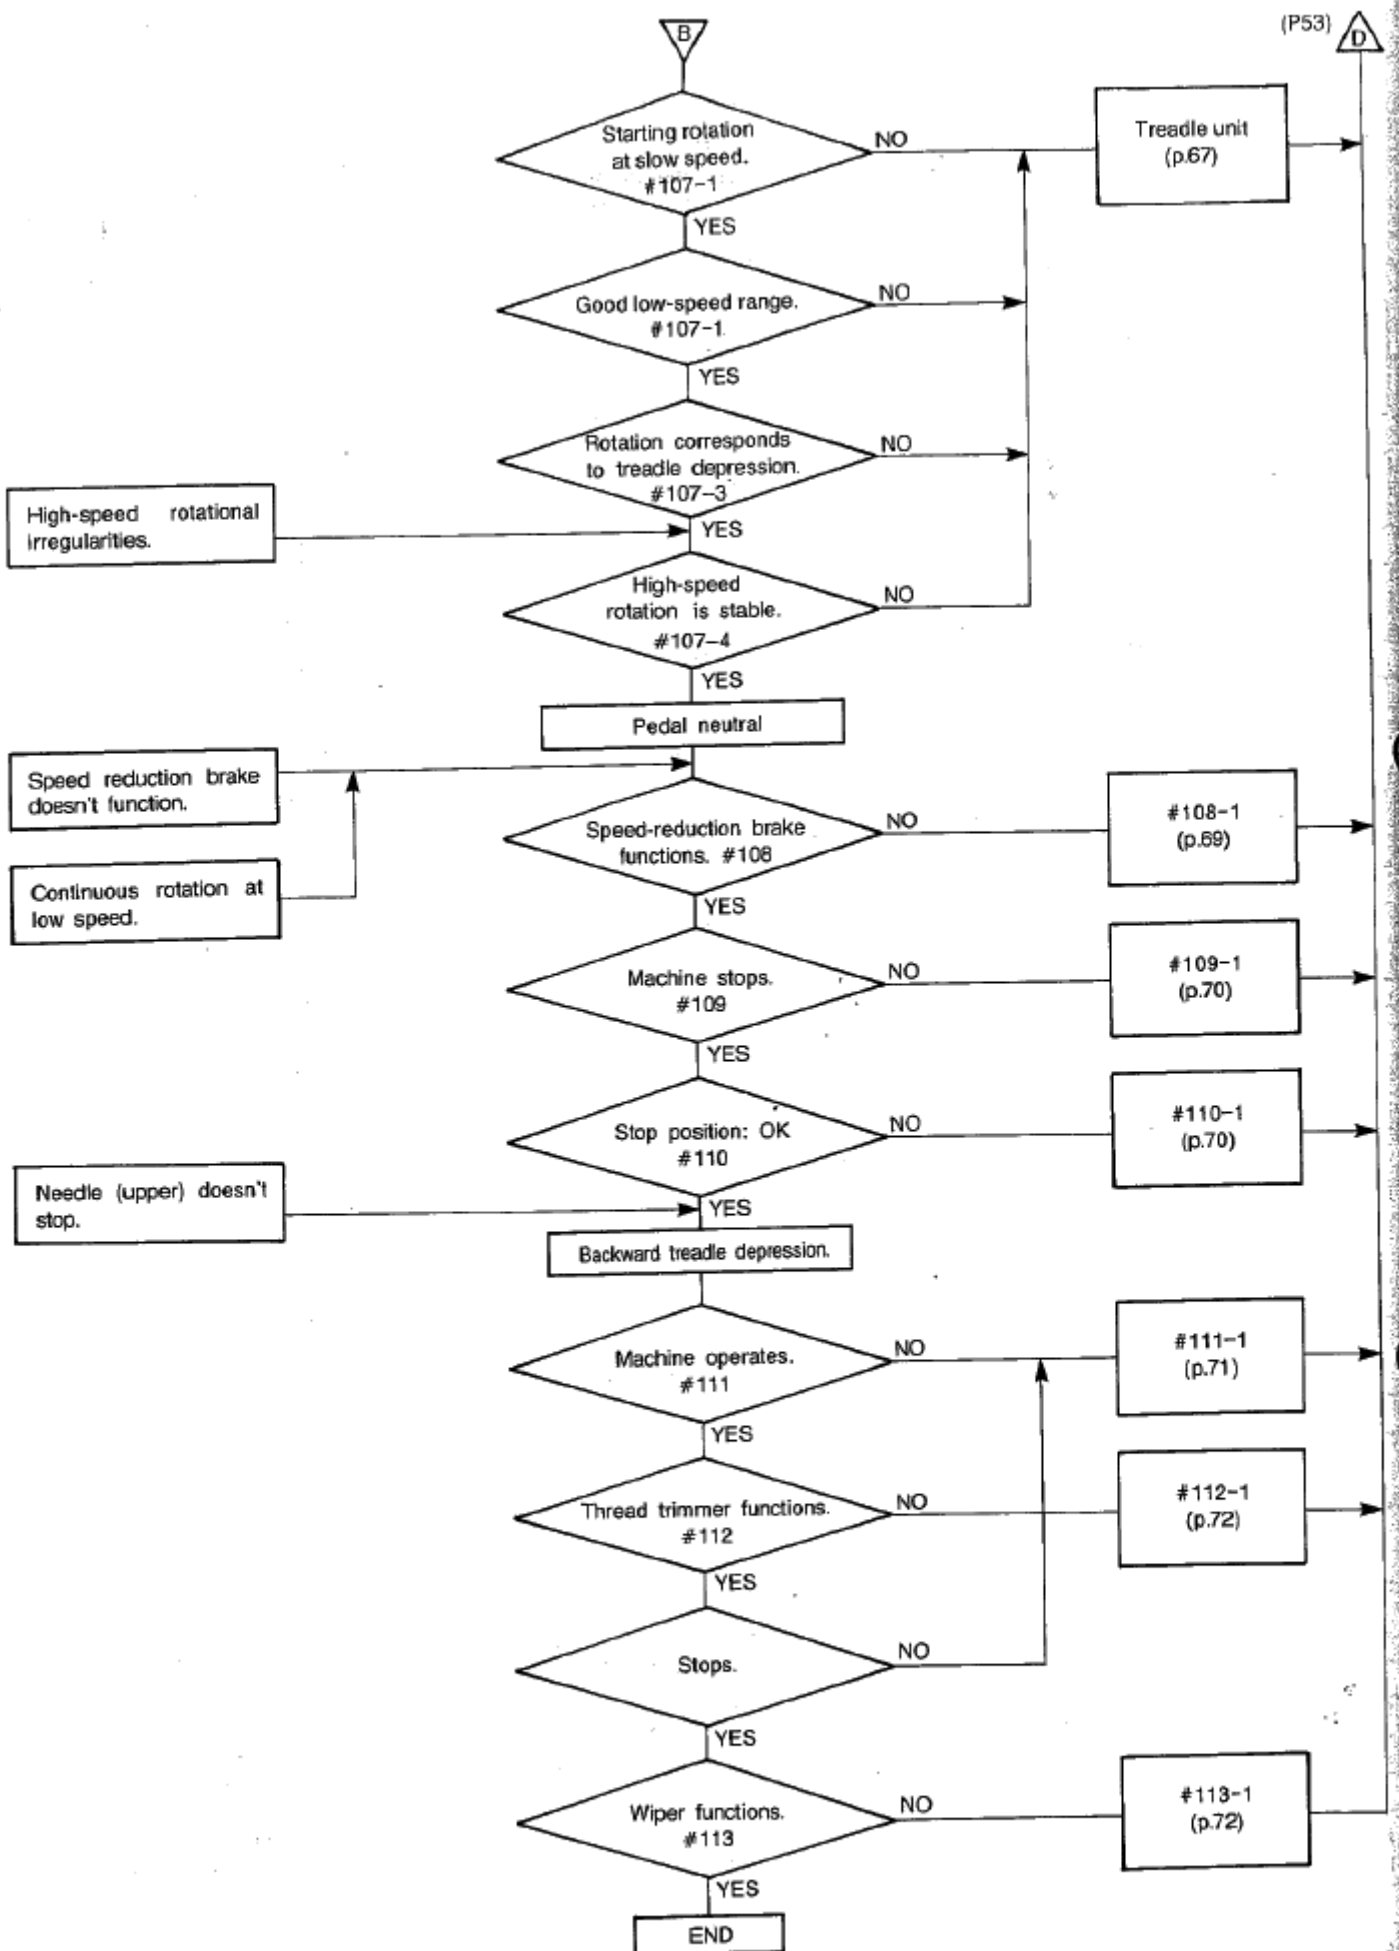 B
(P53)
D
Starting rotation
at slow speed.
#107-1
NO
Treadle unit
(p.67)
YES
Good low-speed range.
#107-1
NO
YES
Rotation corresponds
to treadle depression.
#107-3
NO
High-speed rotational
irregularities.
YES
High-speed
rotation is stable.
#107-4
NO
YES
Pedal neutral
Speed reduction brake
doesn't function.
Speed-reduction brake
functions. #108
NO
#108-1
(p.69)
Continuous rotation at
low speed.
YES
Machine stops.
#109
NO
#109-1
(p.70)
YES
Stop position: OK
#110
NO
#110-1
(p.70)
Needle (upper) doesn't
stop.
YES
Backward treadle depression.
Machine operates.
#111
NO
#111-1
(p.71)
YES
Thread trimmer functions.
#112
NO
#112-1
(p.72)
YES
Stops.
NO
YES
Wiper functions.
#113
NO
#113-1
(p.72)
YES
END